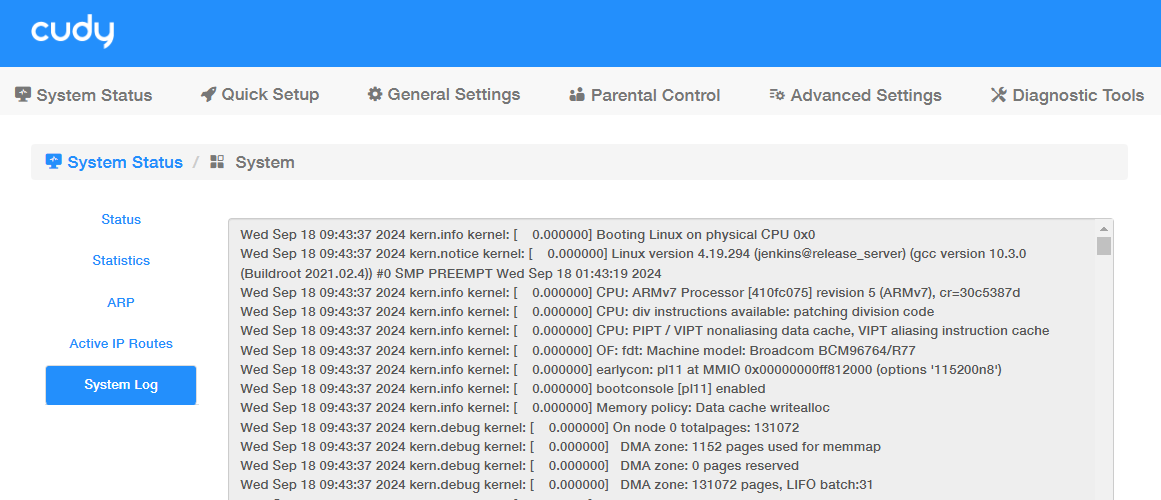 cudy
System Status
Quick Setup
General Settings
Parental Control
Advanced Settings
Diagnostic Tools
System Status / System
Status
Statistics
ARP
Active IP Routes
System Log
Wed Sep 18 09:43:37 2024 kern.info kernel: [    0.000000] Booting Linux on physical CPU 0x0
Wed Sep 18 09:43:37 2024 kern.notice kernel: [    0.000000] Linux version 4.19.294 (jenkins@release_server) (gcc version 10.3.0
(Buildroot 2021.02.4)) #0 SMP PREEMPT Wed Sep 18 01:43:19 2024
Wed Sep 18 09:43:37 2024 kern.info kernel: [    0.000000] CPU: ARMv7 Processor [410fc075] revision 5 (ARMv7), cr=30c5387d
Wed Sep 18 09:43:37 2024 kern.info kernel: [    0.000000] CPU: div instructions available: patching division code
Wed Sep 18 09:43:37 2024 kern.info kernel: [    0.000000] CPU: PIPT / VIPT nonaliasing data cache, VIPT aliasing instruction cache
Wed Sep 18 09:43:37 2024 kern.info kernel: [    0.000000] OF: fdt: Machine model: Broadcom BCM96764/R77
Wed Sep 18 09:43:37 2024 kern.info kernel: [    0.000000] earlycon: pl11 at MMIO 0x00000000ff812000 (options '115200n8')
Wed Sep 18 09:43:37 2024 kern.info kernel: [    0.000000] bootconsole [pl11] enabled
Wed Sep 18 09:43:37 2024 kern.info kernel: [    0.000000] Memory policy: Data cache writealloc
Wed Sep 18 09:43:37 2024 kern.debug kernel: [    0.000000] On node 0 totalpages: 131072
Wed Sep 18 09:43:37 2024 kern.debug kernel: [    0.000000]   DMA zone: 1152 pages used for memmap
Wed Sep 18 09:43:37 2024 kern.debug kernel: [    0.000000]   DMA zone: 0 pages reserved
Wed Sep 18 09:43:37 2024 kern.debug kernel: [    0.000000]   DMA zone: 131072 pages, LIFO batch:31